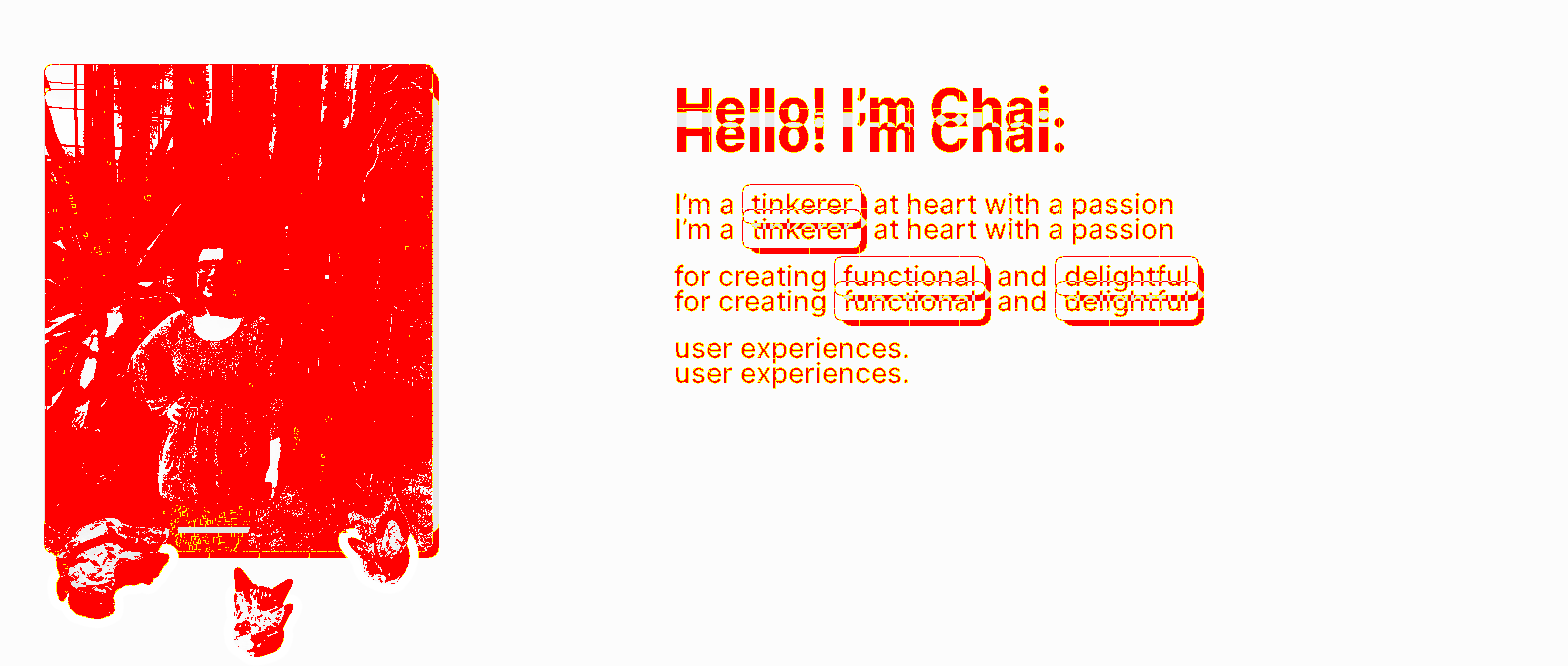 Hello! I'm Chai.
Hello! I'm Chai.
I'm a tinkerer at heart with a passion
I'm a tinkerer at heart with a passion
for creating functional and delightful
for creating functional and delightful
user experiences.
user experiences.